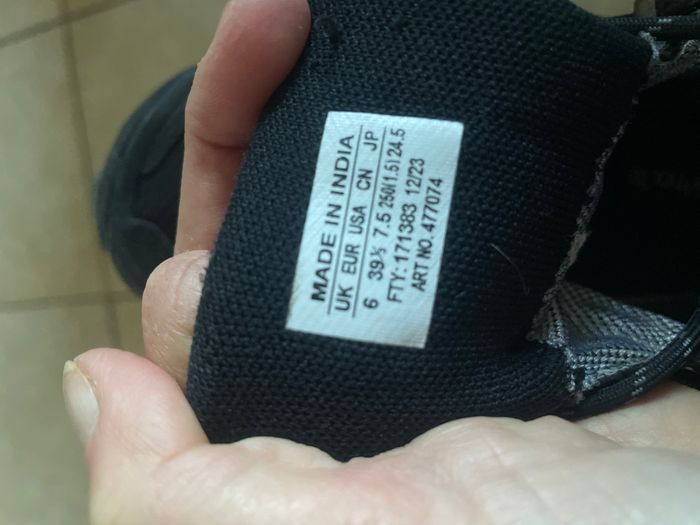 MADE IN INDIA
UK EUR USA CN JP
6 39⅓ 7.5 250(1.5) 24.5
FTY: 171383 12/23
ART NO. 477074